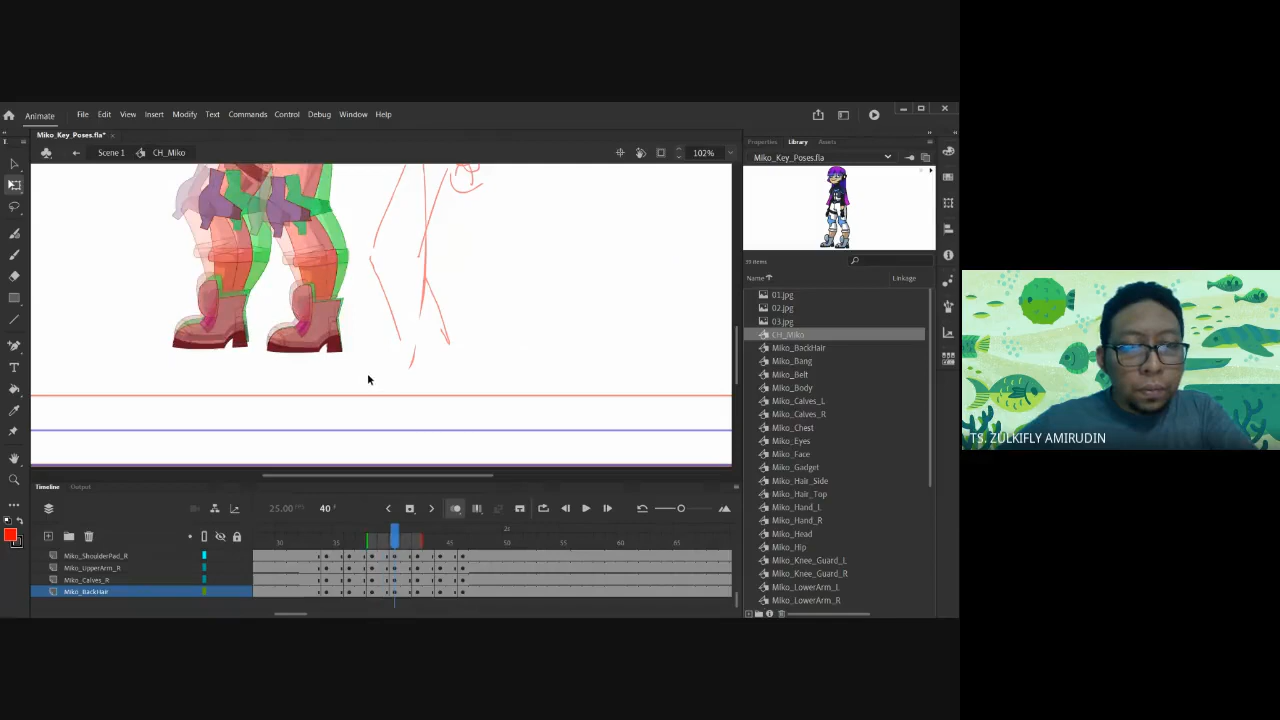 Animate File Edit View Insert Modify Text Commands Control Debug Window Help
Miko_Key_Poses.fla* ×
Scene 1 CH_Miko 102%
Properties Library Assets
Miko_Key_Poses.fla
Name Linkage
01.jpg
02.jpg
03.jpg
CH_Miko
Miko_BackHair
Miko_Bang
Miko_Belt
Miko_Body
Miko_Calves_L
Miko_Calves_R
Miko_Chest
Miko_Eyes
Miko_Face
Miko_Gadget
Miko_Hair_Side
Miko_Hair_Top
Miko_Hand_L
Miko_Hand_R
Miko_Head
Miko_Hip
Miko_Knee_Guard_L
Miko_Knee_Guard_R
Miko_LowerArm_L
Miko_LowerArm_R
Timeline Output
25.00 FPS 40 F
30 35 45 50 55 60 65
Miko_ShoulderPad_R
Miko_UpperArm_R
Miko_Calves_R
Miko_BackHair
TS. ZULKIFLY AMIRUDIN